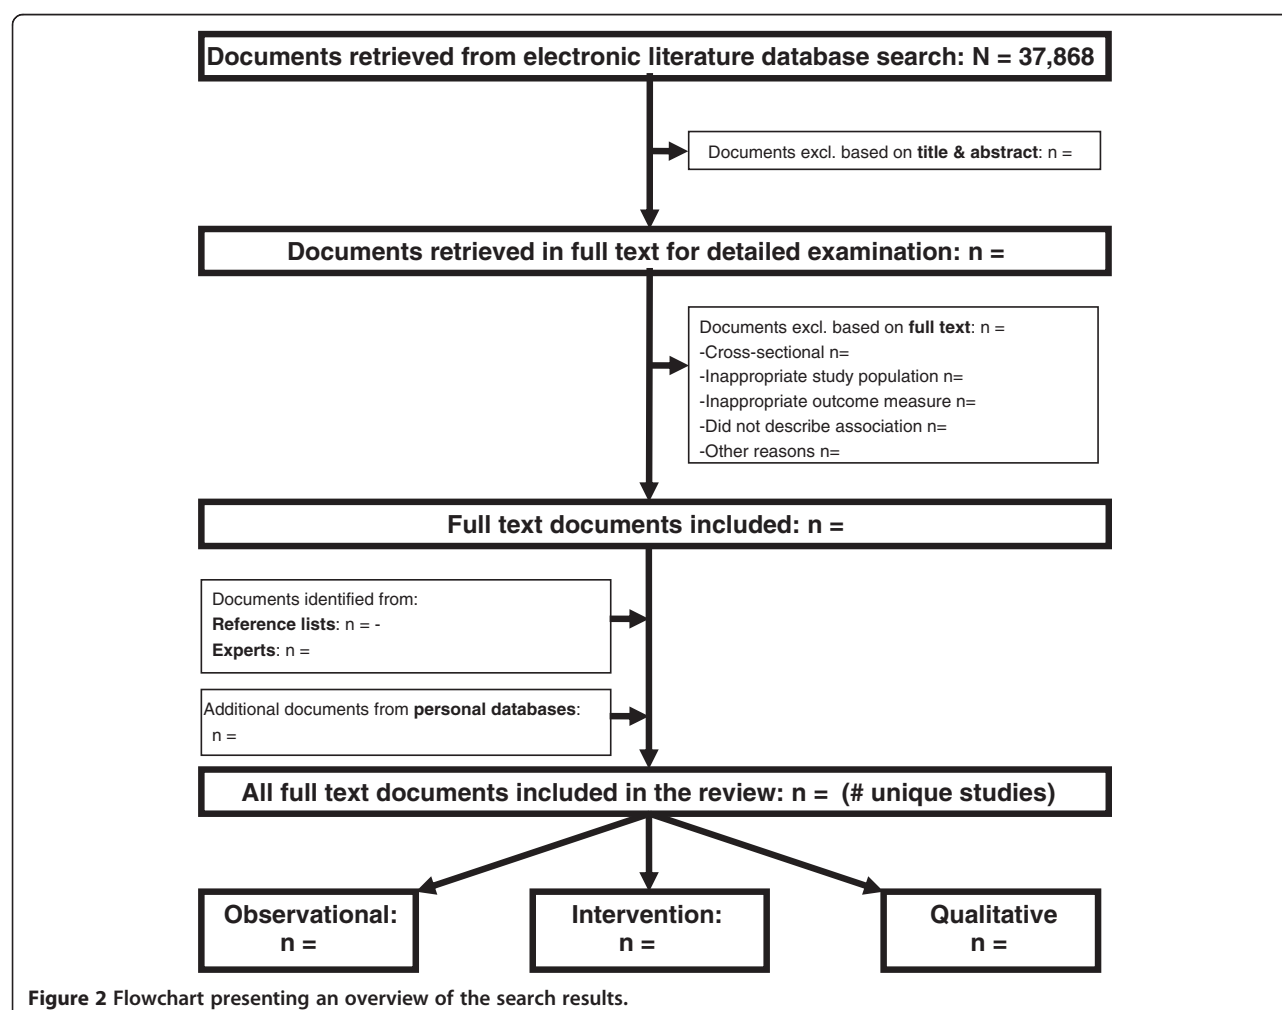 Documents retrieved from electronic literature database search: N = 37,868
Documents excl. based on title & abstract: n =
Documents retrieved in full text for detailed examination: n =
Documents excl. based on full text: n =
-Cross-sectional n=
-Inappropriate study population n=
-Inappropriate outcome measure n=
-Did not describe association n=
-Other reasons n=
Full text documents included: n =
Documents identified from:
Reference lists: n = -
Experts: n =
Additional documents from personal databases:
n =
All full text documents included in the review: n = (# unique studies)
Observational:
n =
Intervention:
n =
Qualitative
n =
Figure 2 Flowchart presenting an overview of the search results.